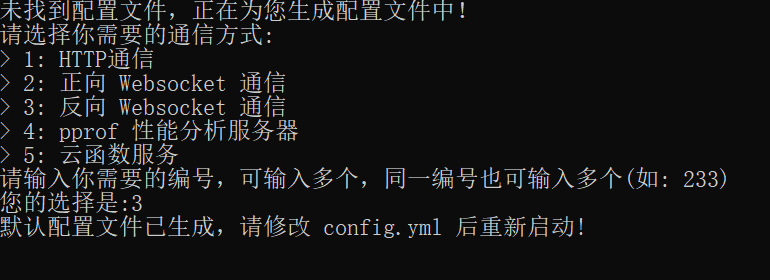 未找到配置文件，正在为您生成配置文件中!
请选择你需要的通信方式:
> 1: HTTP通信
> 2: 正向 Websocket 通信
> 3: 反向 Websocket 通信
> 4: pprof 性能分析服务器
> 5: 云函数服务
请输入你需要的编号，可输入多个，同一编号也可输入多个(如: 233)
您的选择是:3
默认配置文件已生成，请修改 config.yml 后重新启动!